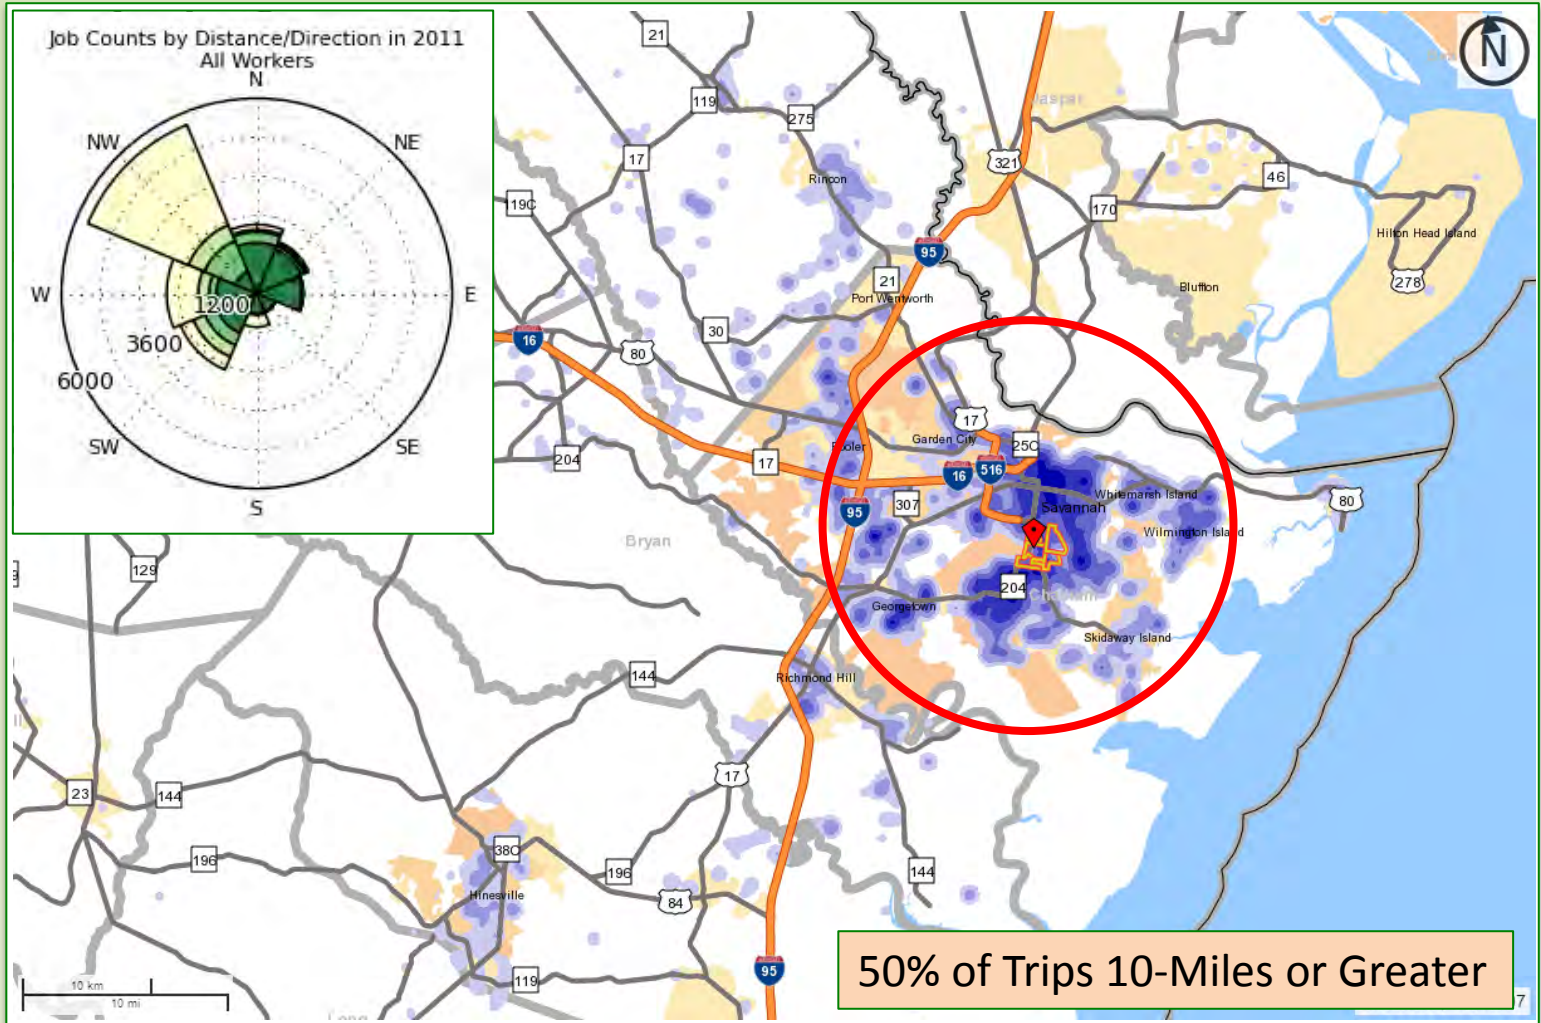 Job Counts by Distance/Direction in 2011
All Workers
N
NW
NE
W
E
1200
3600
6000
SW
SE
S
N
21
119
275
17
Jasper
321
46
Rincon
119C
170
Hilton Head Island
95
21
278
Bluffton
Port Wentworth
30
16
80
17
25C
Garden City
Pooler
204
17
16
516
Whitemarsh Island
80
307
Savannah
95
Wilmington Island
Bryan
129
204
Chatham
Georgetown
Skidaway Island
144
Richmond Hill
17
23
144
38C
196
196
144
Hinesville
84
95
119
10 km
10 mi
50% of Trips 10-Miles or Greater